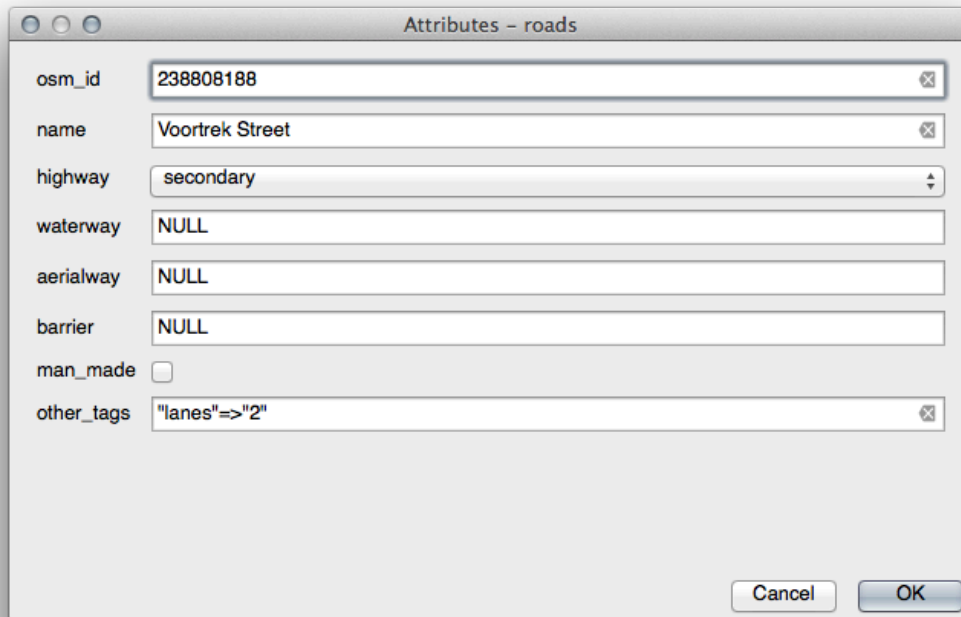 Attributes – roads
osm_id 238808188
name Voortrek Street
highway secondary
waterway NULL
aerialway NULL
barrier NULL
man_made
other_tags "lanes"=>"2"
Cancel OK